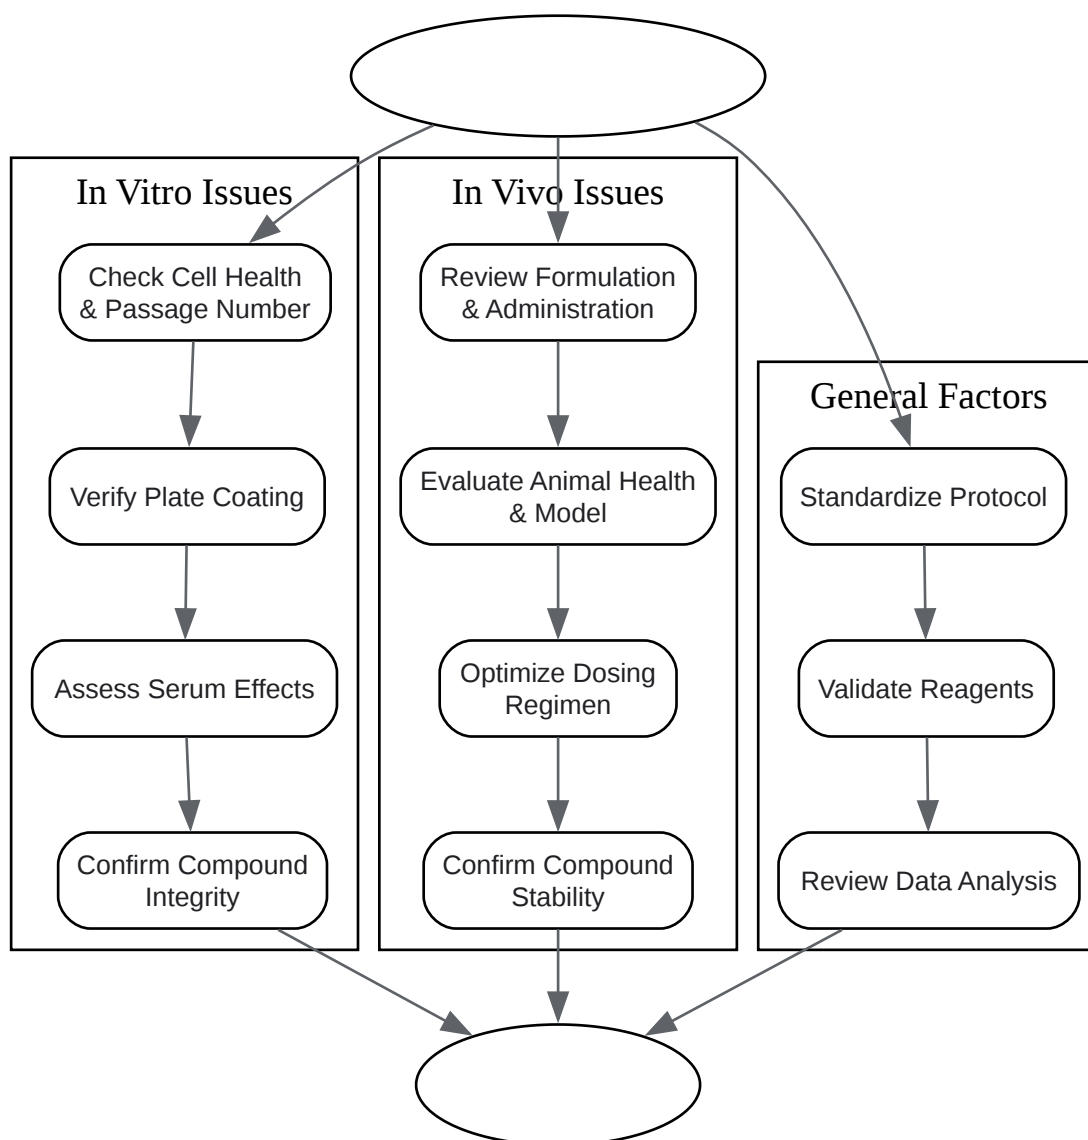 In Vitro Issues
Check Cell Health
& Passage Number
Verify Plate Coating
Assess Serum Effects
Confirm Compound
Integrity
In Vivo Issues
Review Formulation
& Administration
Evaluate Animal Health
& Model
Optimize Dosing
Regimen
Confirm Compound
Stability
General Factors
Standardize Protocol
Validate Reagents
Review Data Analysis